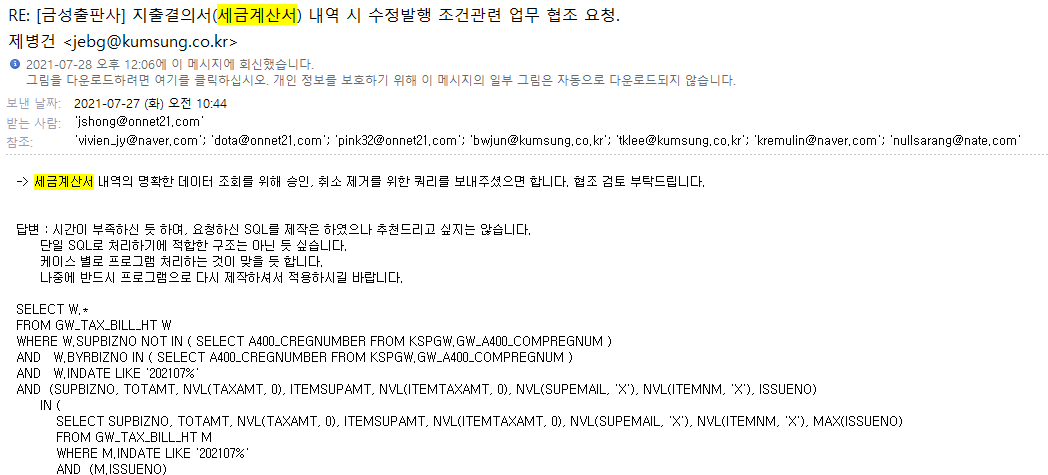 RE: [금성출판사] 지출결의서(세금계산서) 내역 시 수정발행 조건관련 업무 협조 요청.
제병건 <jebg@kumsung.co.kr>
2021-07-28 오후 12:06에 이 메시지에 회신했습니다.
그림을 다운로드하려면 여기를 클릭하십시오. 개인 정보를 보호하기 위해 이 메시지의 일부 그림은 자동으로 다운로드되지 않습니다.
보낸 날짜: 2021-07-27 (화) 오전 10:44
받는 사람: 'jshong@onnet21.com'
참조: 'vivien_jy@naver.com'; 'dota@onnet21.com'; 'pink32@onnet21.com'; 'bwjun@kumsung.co.kr'; 'tklee@kumsung.co.kr'; 'kremulin@naver.com'; 'nullsarang@nate.com'
-> 세금계산서 내역의 명확한 데이터 조회를 위해 승인, 취소 제거를 위한 쿼리를 보내주셨으면 합니다. 협조 검토 부탁드립니다.
답변 : 시간이 부족하신 듯 하며, 요청하신 SQL를 제작은 하였으나 추천드리고 싶지는 않습니다.
단일 SQL로 처리하기에 적합한 구조는 아닌 듯 싶습니다.
케이스 별로 프로그램 처리하는 것이 맞을 듯 합니다.
나중에 반드시 프로그램으로 다시 제작하셔서 적용하시길 바랍니다.
SELECT W.*
FROM GW_TAX_BILL_HT W
WHERE W.SUPBIZNO NOT IN ( SELECT A400_CREGNUMBER FROM KSPGW.GW_A400_COMPREGNUM )
AND W.BYRBIZNO IN ( SELECT A400_CREGNUMBER FROM KSPGW.GW_A400_COMPREGNUM )
AND W.INDATE LIKE '202107%'
AND (SUPBIZNO, TOTAMT, NVL(TAXAMT, 0), ITEMSUPAMT, NVL(ITEMTAXAMT, 0), NVL(SUPEMAIL, 'X'), NVL(ITEMNM, 'X'), ISSUENO)
IN (
SELECT SUPBIZNO, TOTAMT, NVL(TAXAMT, 0), ITEMSUPAMT, NVL(ITEMTAXAMT, 0), NVL(SUPEMAIL, 'X'), NVL(ITEMNM, 'X'), MAX(ISSUENO)
FROM GW_TAX_BILL_HT M
WHERE M.INDATE LIKE '202107%'
AND (M.ISSUENO)